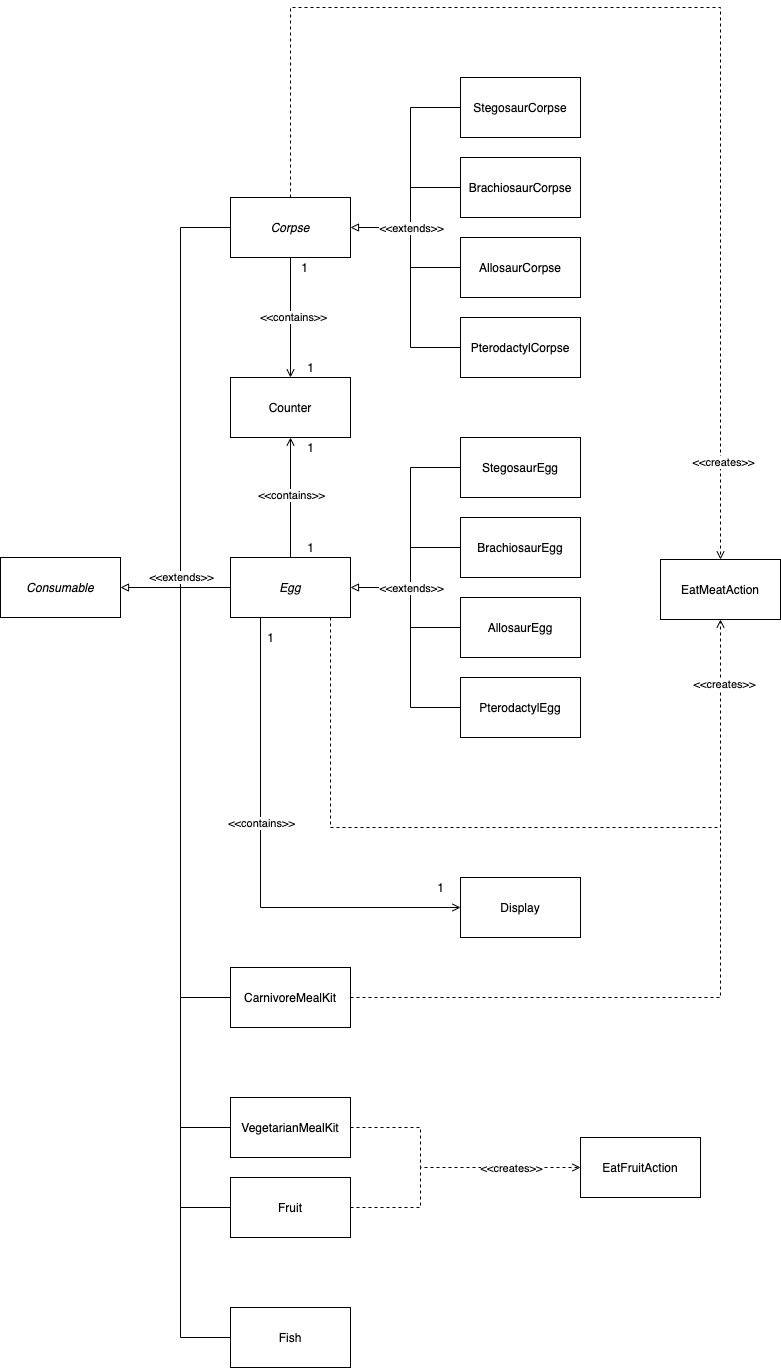 StegosaurCorpse
BrachiosaurCorpse
Corpse
<<extends>>
AllosaurCorpse
1
<<contains>>
PterodactylCorpse
1
Counter
1
<<creates>>
StegosaurEgg
<<contains>>
1
BrachiosaurEgg
Consumable
<<extends>>
Egg
<<extends>>
EatMeatAction
AllosaurEgg
1
<<creates>>
PterodactylEgg
<<contains>>
1
Display
CarnivoreMealKit
VegetarianMealKit
<<creates>>
EatFruitAction
Fruit
Fish